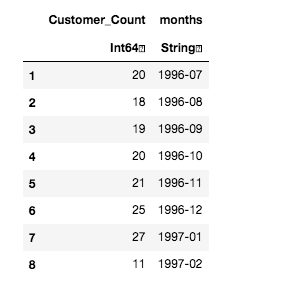 Customer_Count months
Int64⍰ String⍰
1 20 1996-07
2 18 1996-08
3 19 1996-09
4 20 1996-10
5 21 1996-11
6 25 1996-12
7 27 1997-01
8 11 1997-02